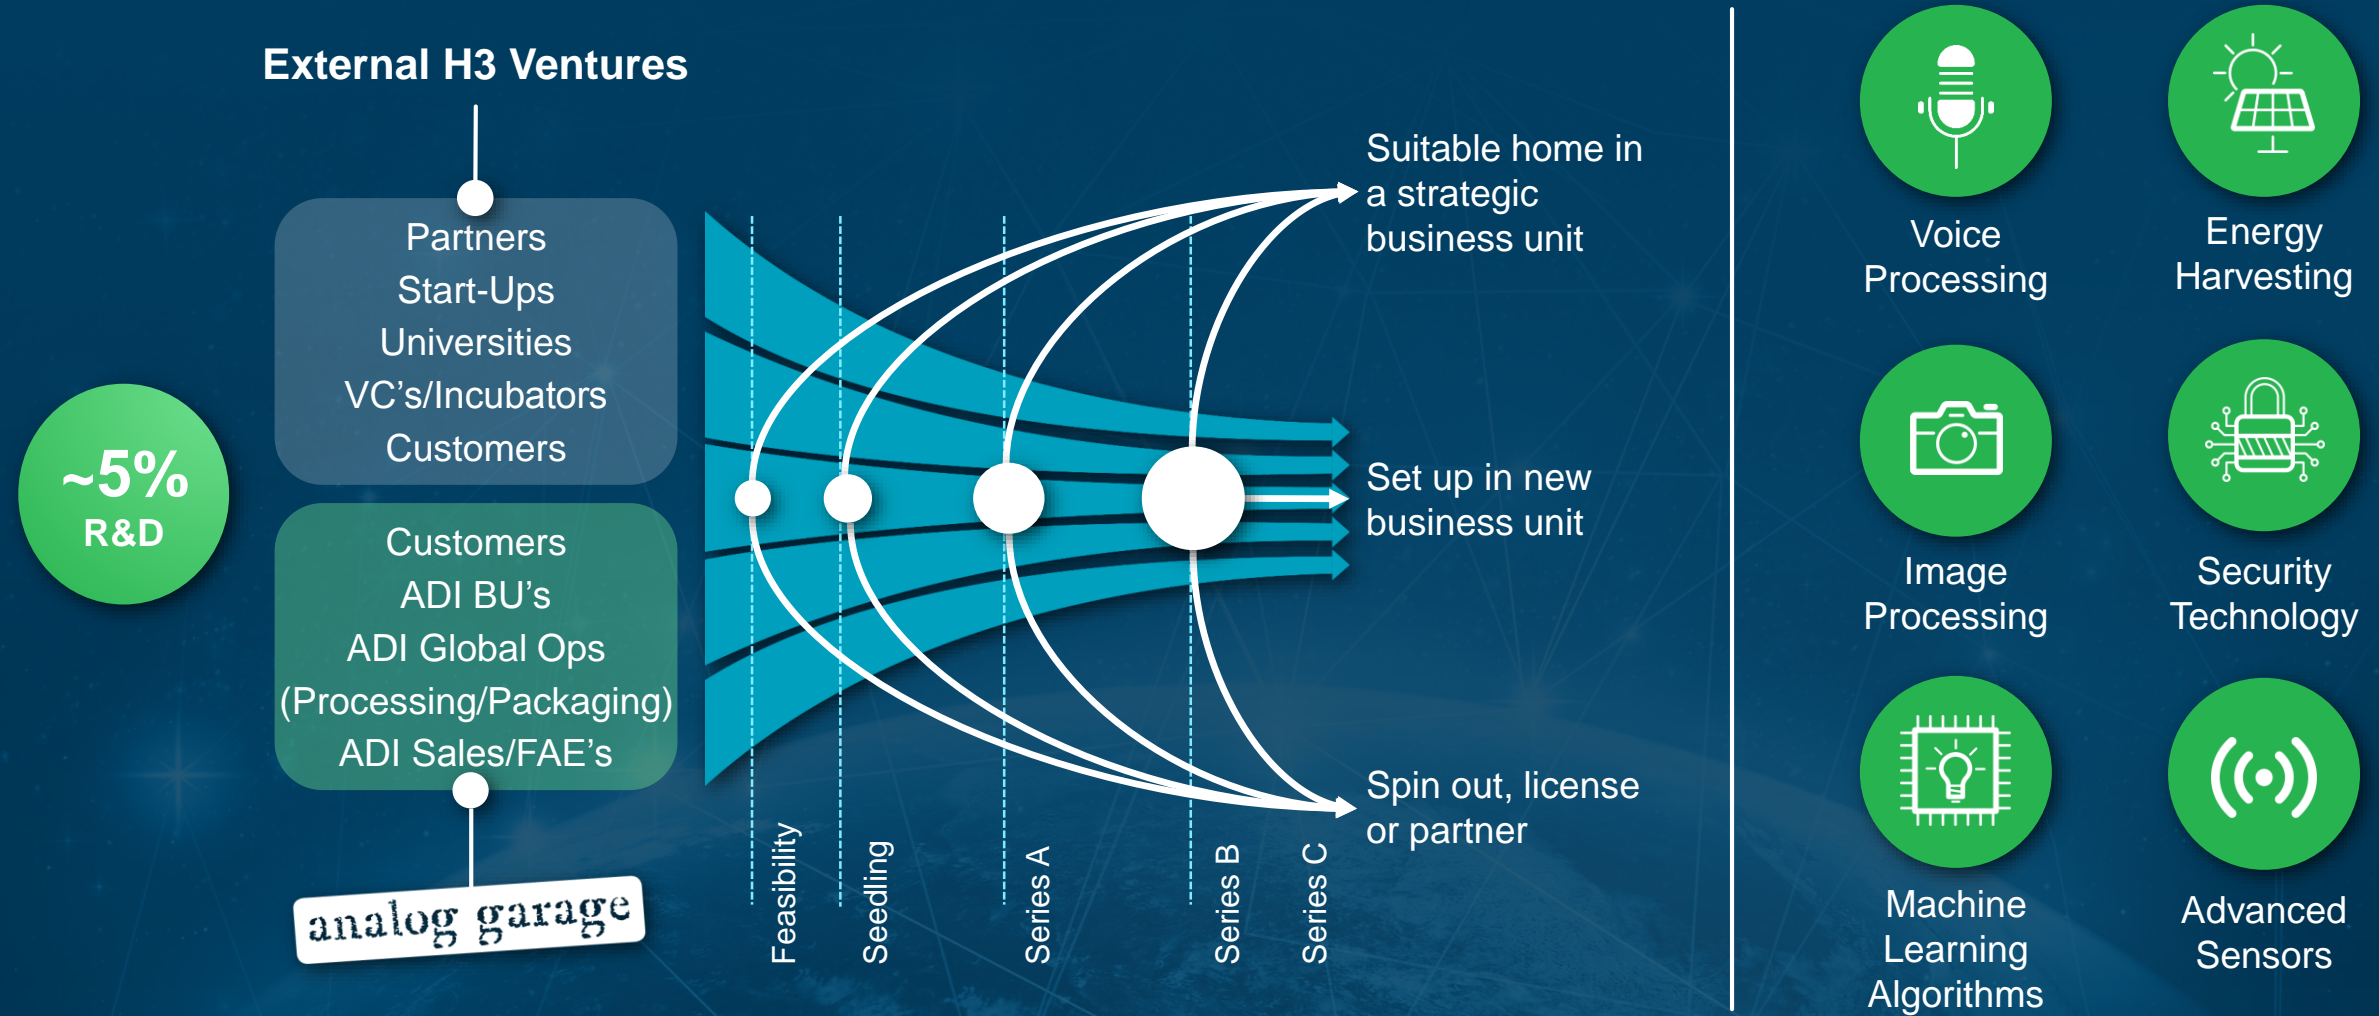 External H3 Ventures
~5%
R&D
Partners
Start-Ups
Universities
VC's/Incubators
Customers
Customers
ADI BU's
ADI Global Ops
(Processing/Packaging)
ADI Sales/FAE's
analog garage
Feasibility
Seedling
Series A
Series B
Series C
Suitable home in
a strategic
business unit
Set up in new
business unit
Spin out, license
or partner
Voice
Processing
Energy
Harvesting
Image
Processing
Security
Technology
Machine
Learning
Algorithms
Advanced
Sensors